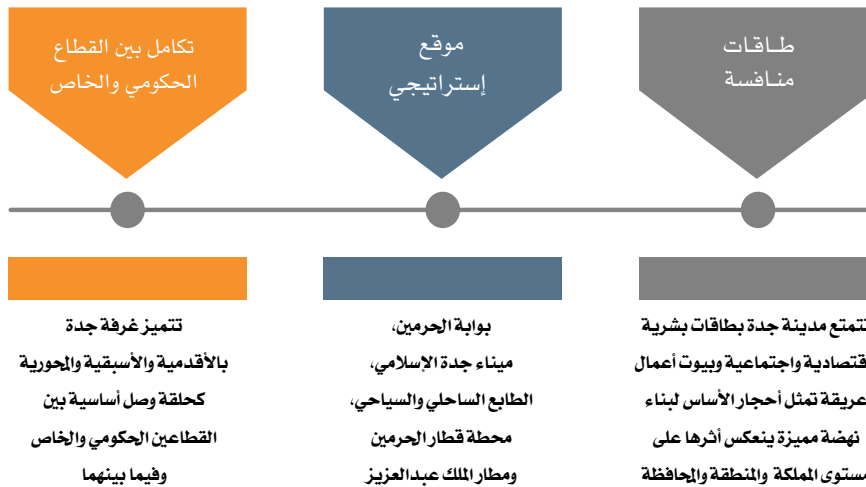 طـاقـات
منـافسة
موقع
إستراتيجي
تكامل بين القطاع
الحكومي والخاص
تتمتع مدينة جدة بطاقات بشرية
قتصادية واجتماعية وبيوت أعمال
عريقة تمثل أحجار الأساس لبناء
نهضة مميزة ينعكس أثرها على
مستوى المملكة والمنطقة والمحافظة
بوابة الحرمين،
ميناء جدة الإسلامي،
الطابع الساحلي والسياحي،
محطة قطار الحرمين
ومطار الملك عبدالعزيز
تتميز غرفة جدة
بالأقدمية والأسبقية والمحورية
كحلقة وصل أساسية بين
القطاعين الحكومي والخاص
وفيما بينهما